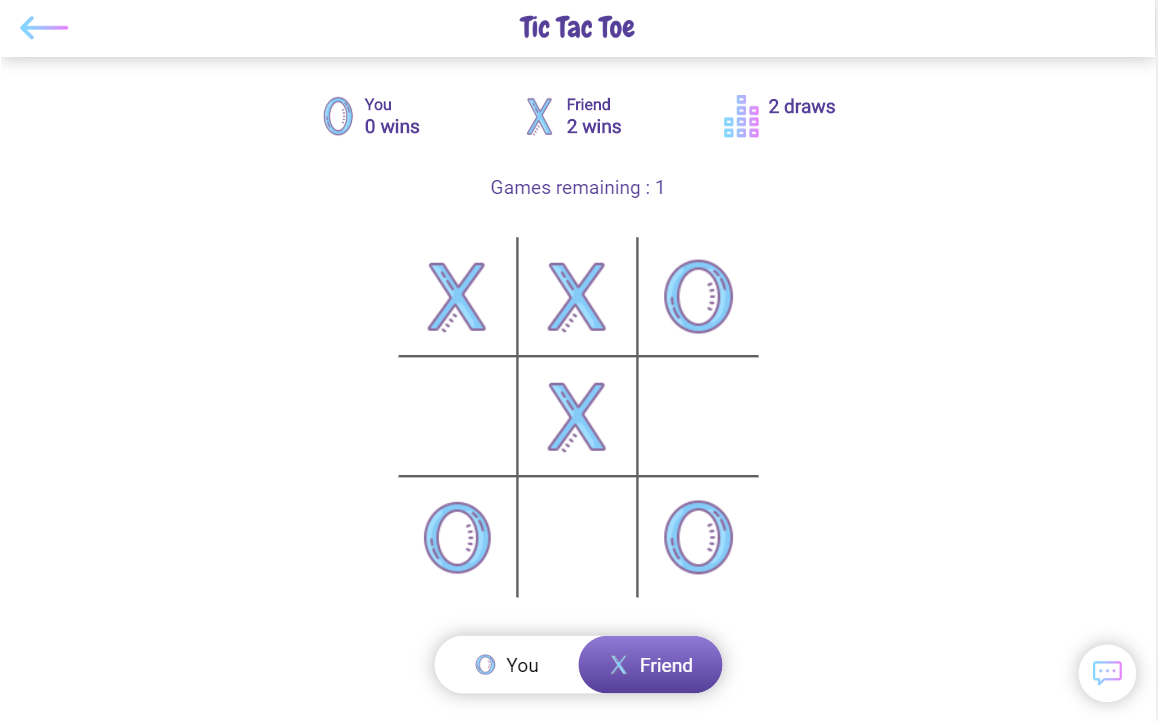 Tic Tac Toe
You
0 wins
Friend
2 wins
2 draws
Games remaining : 1
X X O
X
O O
O You
X Friend